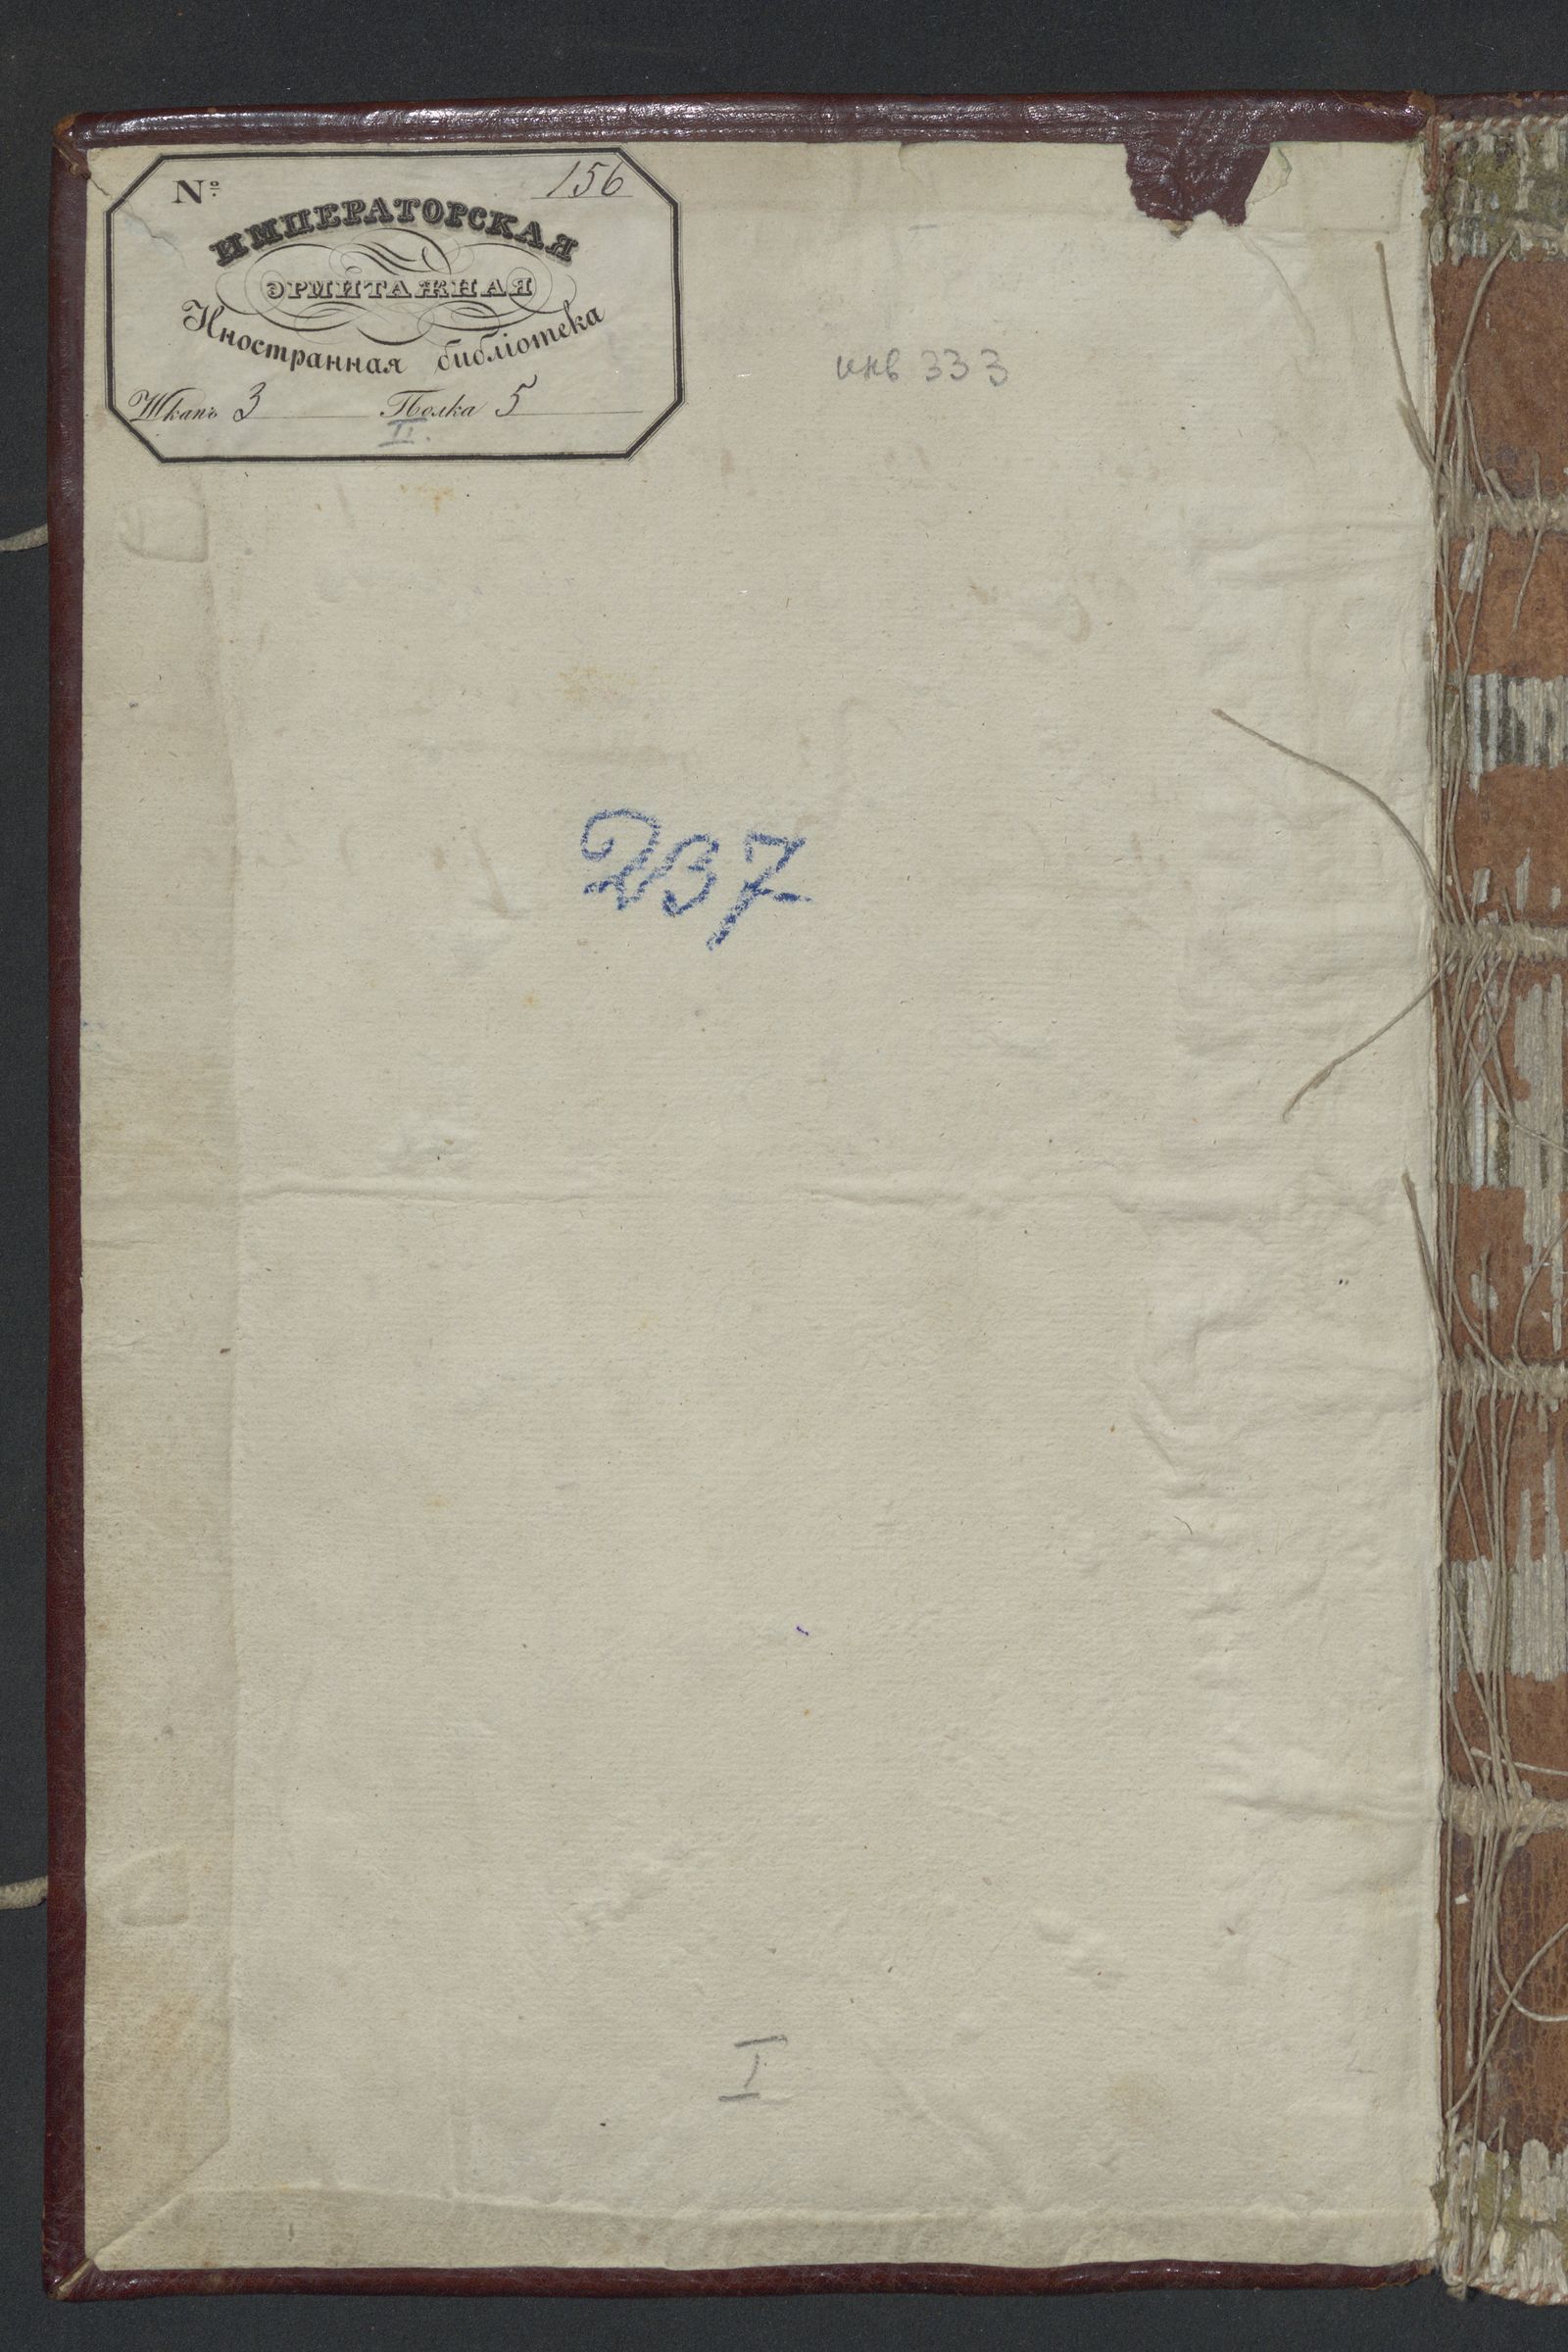 № 156
ИМПЕРАТОРСКАЯ
ЭРМИТАЖНАЯ
Иностранная библіотека
Шкапъ 3 Полка 5
II.
инв 333
237
I